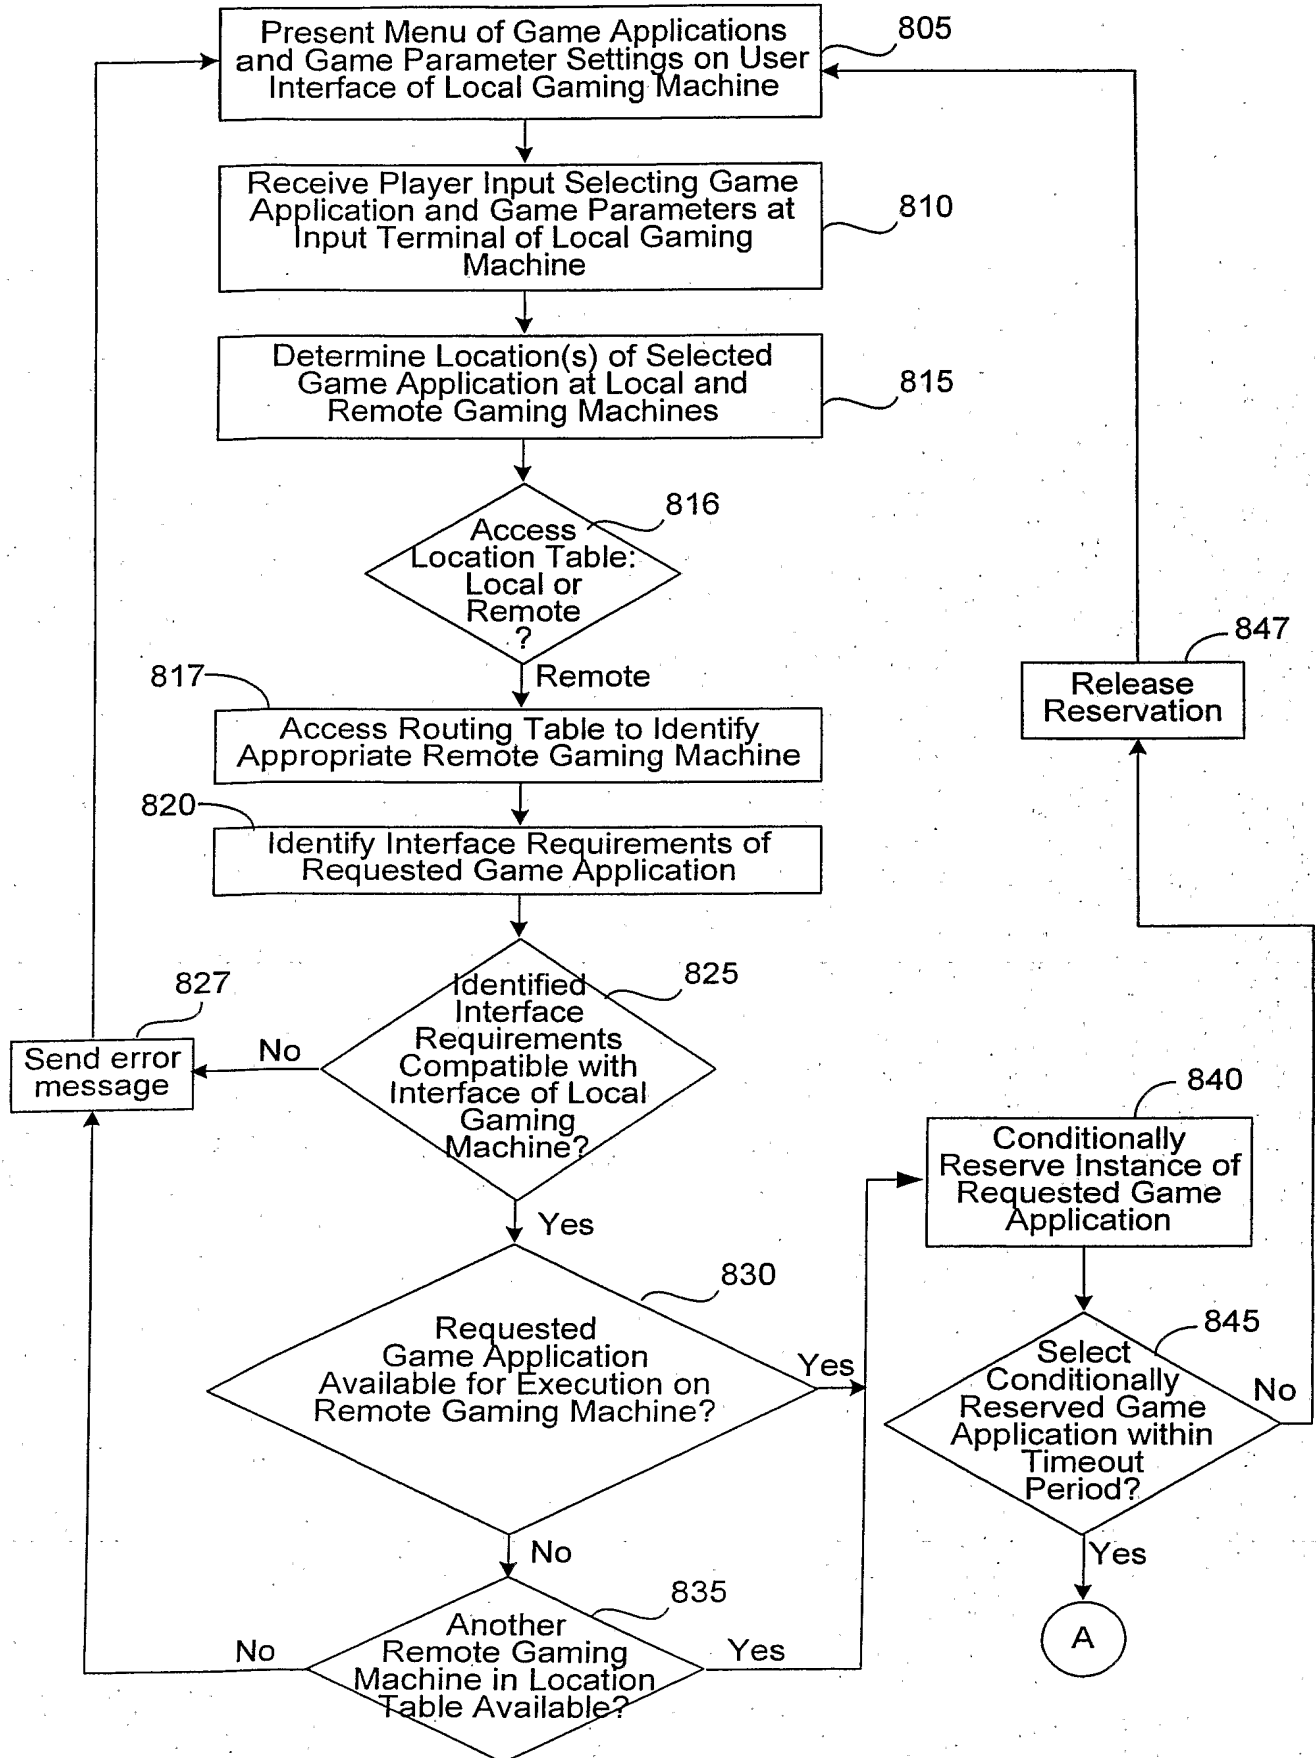 Present Menu of Game Applications
and Game Parameter Settings on User
Interface of Local Gaming Machine
805
Receive Player Input Selecting Game
Application and Game Parameters at
Input Terminal of Local Gaming
Machine
810
Determine Location(s) of Selected
Game Application at Local and
Remote Gaming Machines
815
Access
Location Table:
Local or
Remote
?
816
Remote
817
Access Routing Table to Identify
Appropriate Remote Gaming Machine
847
Release
Reservation
820
Identify Interface Requirements of
Requested Game Application
Identified
Interface
Requirements
Compatible with
Interface of Local
Gaming
Machine?
825
827
Send error
message
No
Yes
840
Conditionally
Reserve Instance of
Requested Game
Application
830
Requested
Game Application
Available for Execution on
Remote Gaming Machine?
Yes
845
Select
Conditionally
Reserved Game
Application within
Timeout
Period?
No
No
Yes
835
Another
Remote Gaming
Machine in Location
Table Available?
No
Yes
A